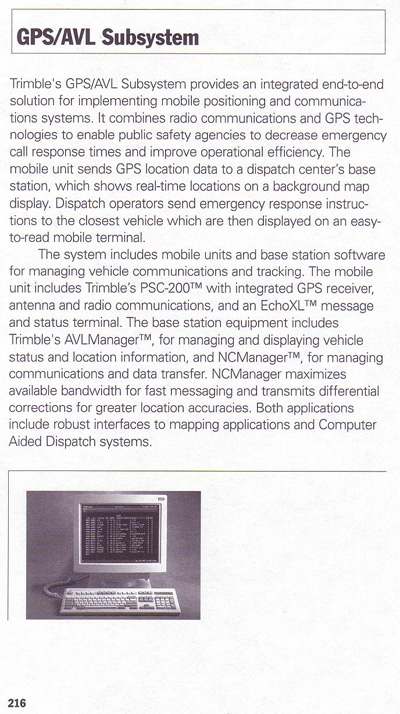 GPS/AVL Subsystem
Trimble's GPS/AVL Subsystem provides an integrated end-to-end
solution for implementing mobile positioning and communica-
tions systems. It combines radio communications and GPS tech-
nologies to enable public safety agencies to decrease emergency
call response times and improve operational efficiency. The
mobile unit sends GPS location data to a dispatch center's base
station, which shows real-time locations on a background map
display. Dispatch operators send emergency response instruc-
tions to the closest vehicle which are then displayed on an easy-
to-read mobile terminal.
The system includes mobile units and base station software
for managing vehicle communications and tracking. The mobile
unit includes Trimble's PSC-200™ with integrated GPS receiver,
antenna and radio communications, and an EchoXL™ message
and status terminal. The base station equipment includes
Trimble's AVLManager™, for managing and displaying vehicle
status and location information, and NCManager™, for managing
communications and data transfer. NCManager maximizes
available bandwidth for fast messaging and transmits differential
corrections for greater location accuracies. Both applications
include robust interfaces to mapping applications and Computer
Aided Dispatch systems.
216